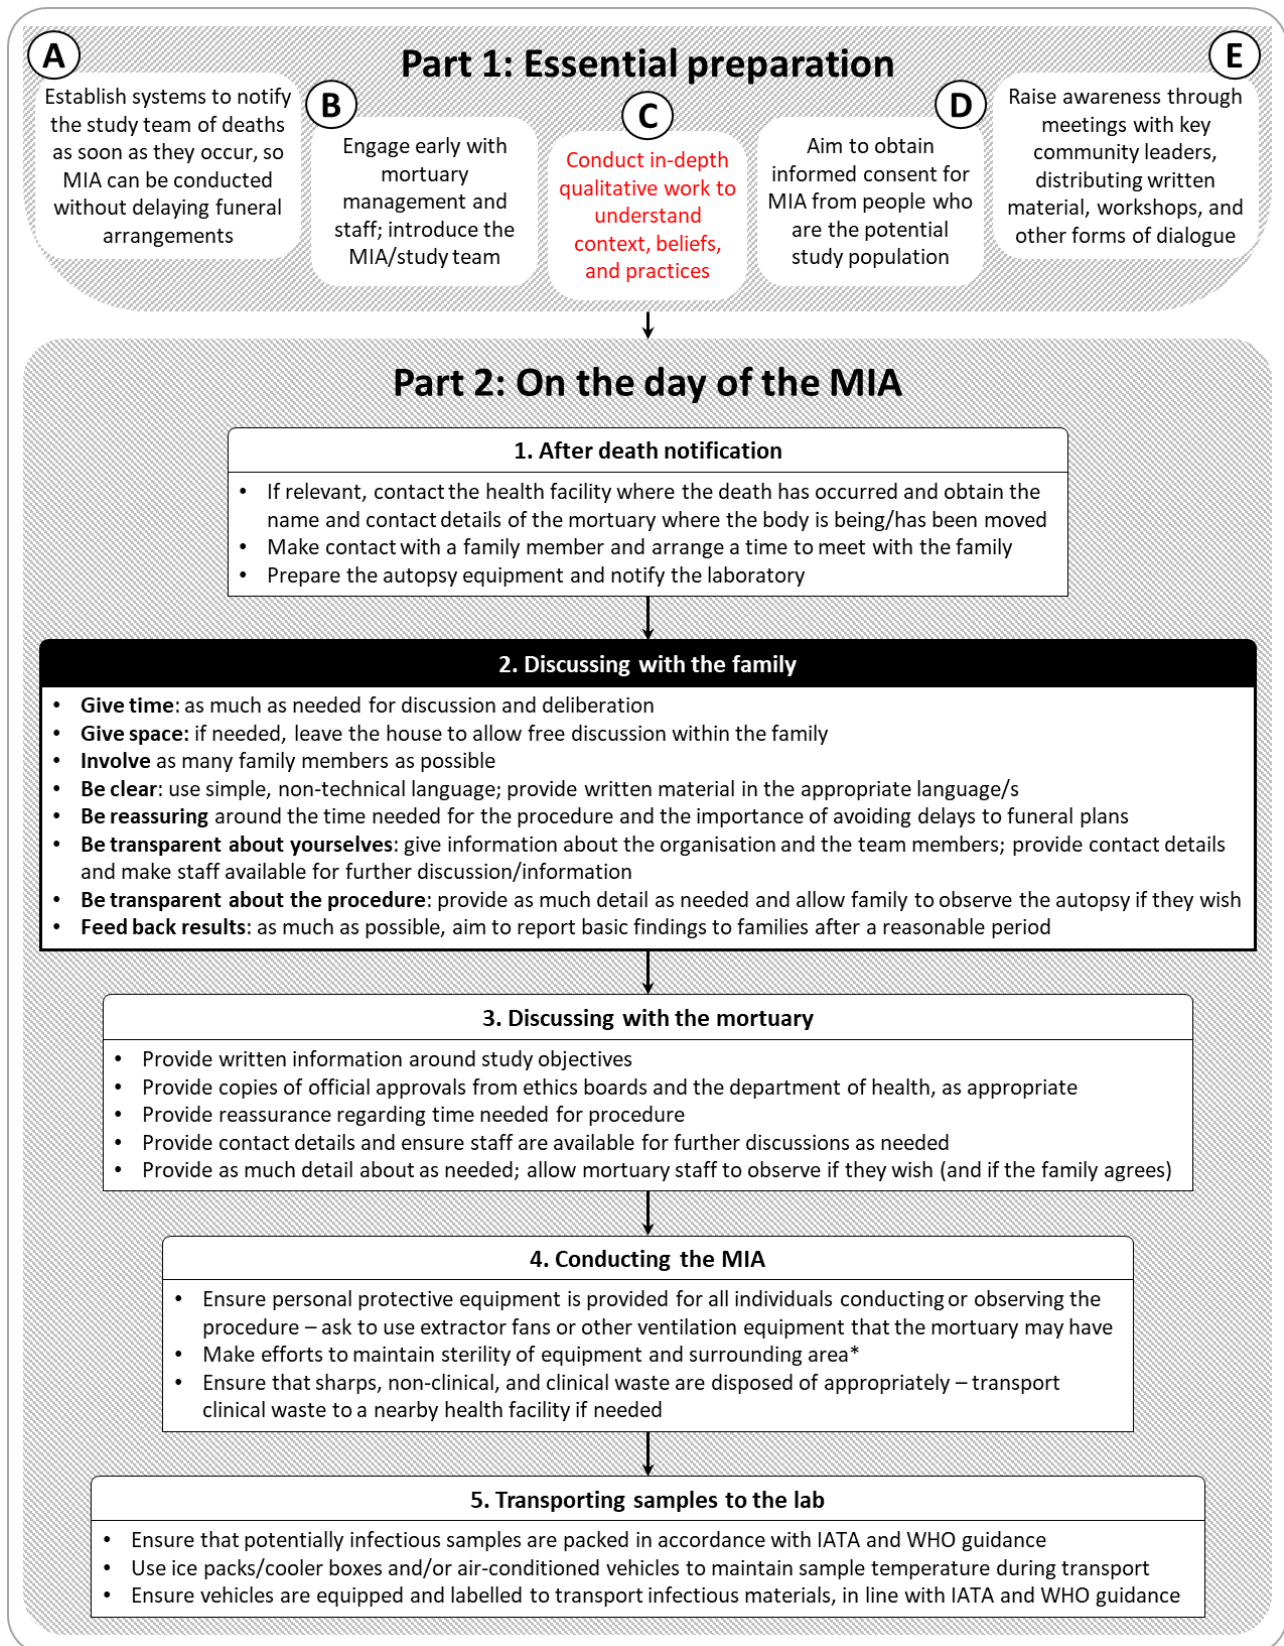 Part 1: Essential preparation
A
Establish systems to notify
the study team of deaths
as soon as they occur, so
MIA can be conducted
without delaying funeral
arrangements
B
Engage early with
mortuary
management and
staff; introduce the
MIA/study team
C
Conduct in-depth
qualitative work to
understand
context, beliefs,
and practices
D
Aim to obtain
informed consent for
MIA from people who
are the potential
study population
E
Raise awareness through
meetings with key
community leaders,
distributing written
material, workshops, and
other forms of dialogue
Part 2: On the day of the MIA
1. After death notification
• If relevant, contact the health facility where the death has occurred and obtain the
name and contact details of the mortuary where the body is being/has been moved
• Make contact with a family member and arrange a time to meet with the family
• Prepare the autopsy equipment and notify the laboratory
2. Discussing with the family
• Give time: as much as needed for discussion and deliberation
• Give space: if needed, leave the house to allow free discussion within the family
• Involve as many family members as possible
• Be clear: use simple, non-technical language; provide written material in the appropriate language/s
• Be reassuring around the time needed for the procedure and the importance of avoiding delays to funeral plans
• Be transparent about yourselves: give information about the organisation and the team members; provide contact details
and make staff available for further discussion/information
• Be transparent about the procedure: provide as much detail as needed and allow family to observe the autopsy if they wish
• Feed back results: as much as possible, aim to report basic findings to families after a reasonable period
3. Discussing with the mortuary
• Provide written information around study objectives
• Provide copies of official approvals from ethics boards and the department of health, as appropriate
• Provide reassurance regarding time needed for procedure
• Provide contact details and ensure staff are available for further discussions as needed
• Provide as much detail about as needed; allow mortuary staff to observe if they wish (and if the family agrees)
4. Conducting the MIA
• Ensure personal protective equipment is provided for all individuals conducting or observing the
procedure – ask to use extractor fans or other ventilation equipment that the mortuary may have
• Make efforts to maintain sterility of equipment and surrounding area*
• Ensure that sharps, non-clinical, and clinical waste are disposed of appropriately – transport
clinical waste to a nearby health facility if needed
5. Transporting samples to the lab
• Ensure that potentially infectious samples are packed in accordance with IATA and WHO guidance
• Use ice packs/cooler boxes and/or air-conditioned vehicles to maintain sample temperature during transport
• Ensure vehicles are equipped and labelled to transport infectious materials, in line with IATA and WHO guidance